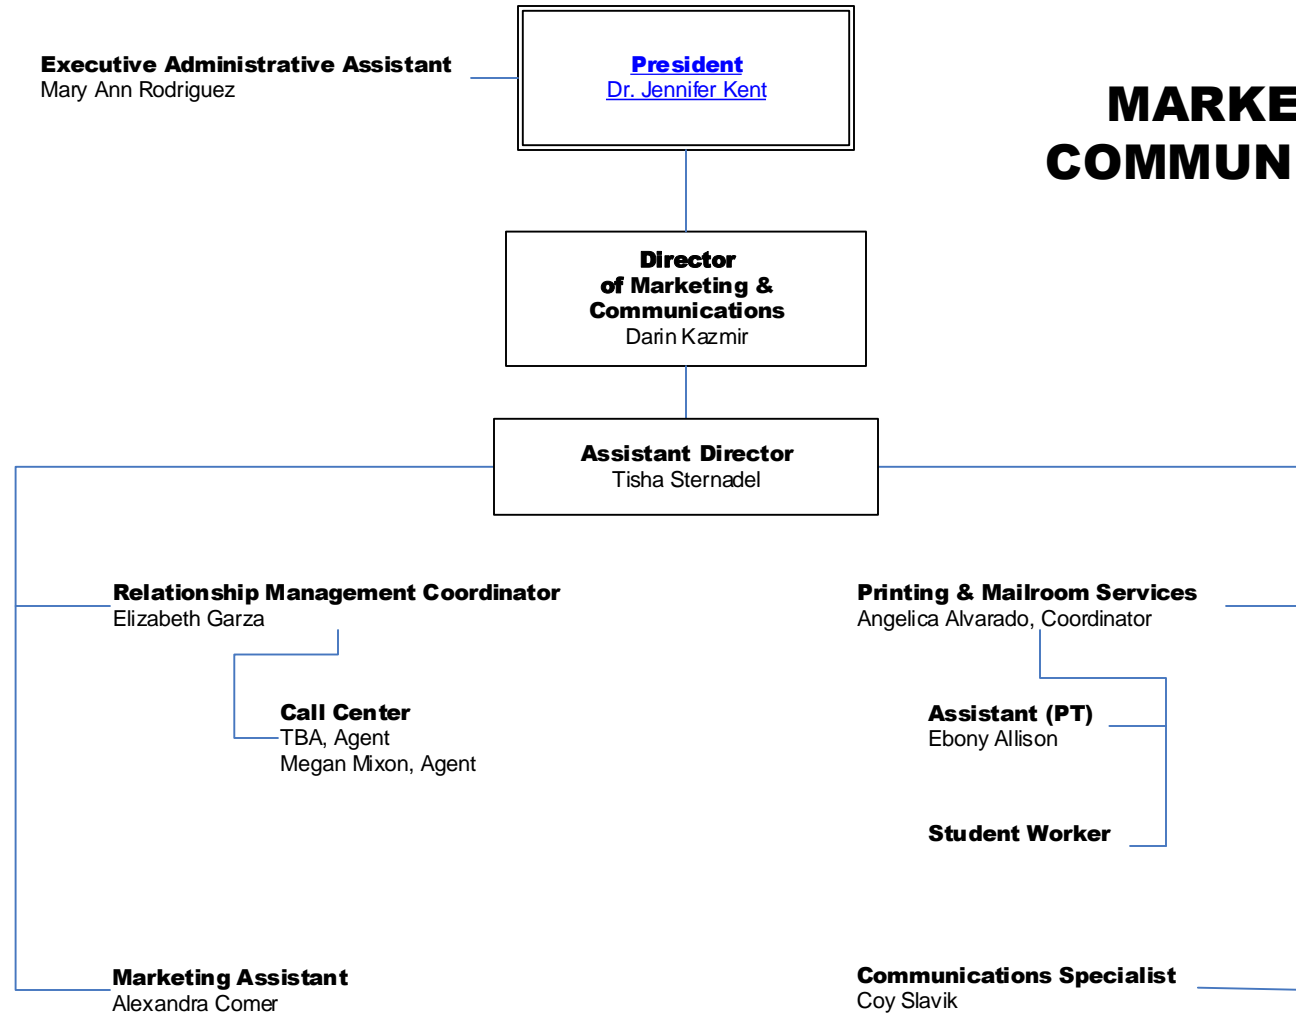 Executive Administrative Assistant
Mary Ann Rodriguez
President
Dr. Jennifer Kent
MARKE
COMMUN
Director
of Marketing &
Communications
Darin Kazmir
Assistant Director
Tisha Sternadel
Relationship Management Coordinator
Elizabeth Garza
Call Center
TBA, Agent
Megan Mixon, Agent
Printing & Mailroom Services
Angelica Alvarado, Coordinator
Assistant (PT)
Ebony Allison
Student Worker
Marketing Assistant
Alexandra Comer
Communications Specialist
Coy Slavik